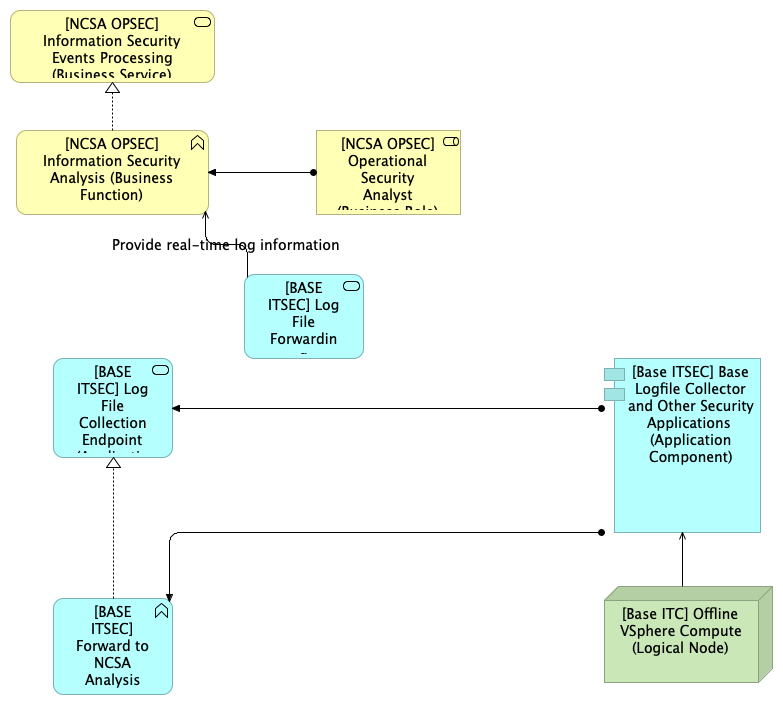 [NCSA OPSEC]
Information Security
Events Processing
(Business Service)
[NCSA OPSEC]
Information Security
Analysis (Business
Function)
[NCSA OPSEC]
Operational
Security
Analyst
(Business Role)
Provide real-time log information
[BASE
ITSEC] Log
File
Forwardin
[BASE
ITSEC] Log
File
Collection
Endpoint
[Base ITSEC] Base
Logfile Collector
and Other Security
Applications
(Application
Component)
[BASE
ITSEC]
Forward to
NCSA
Analysis
[Base ITC] Offline
VSphere Compute
(Logical Node)